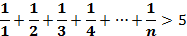 1/1 + 1/2 + 1/3 + 1/4 + ⋯ + 1/n > 5